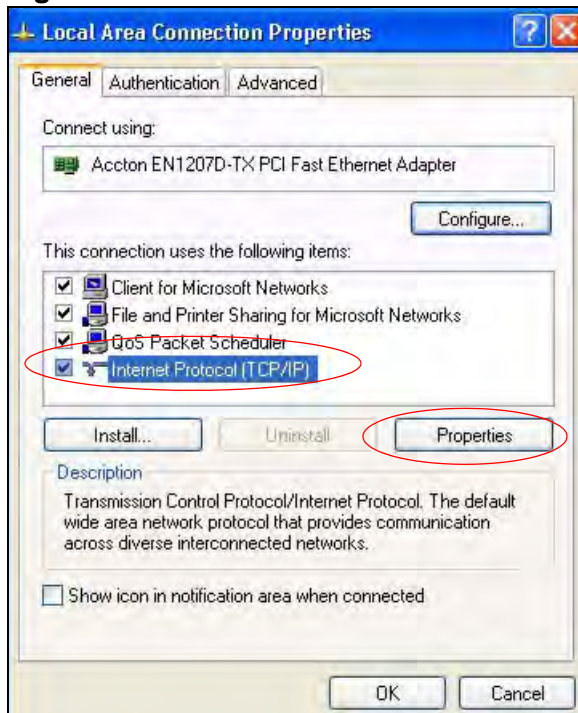 Local Area Connection Properties
General Authentication Advanced
Connect using:
Accton EN1207D-TX PCI Fast Ethernet Adapter
Configure...
This connection uses the following items:
Client for Microsoft Networks
File and Printer Sharing for Microsoft Networks
QoS Packet Scheduler
Internet Protocol (TCP/IP)
Install... Uninstall Properties
Description
Transmission Control Protocol/Internet Protocol. The default
wide area network protocol that provides communication
across diverse interconnected networks.
Show icon in notification area when connected
OK Cancel